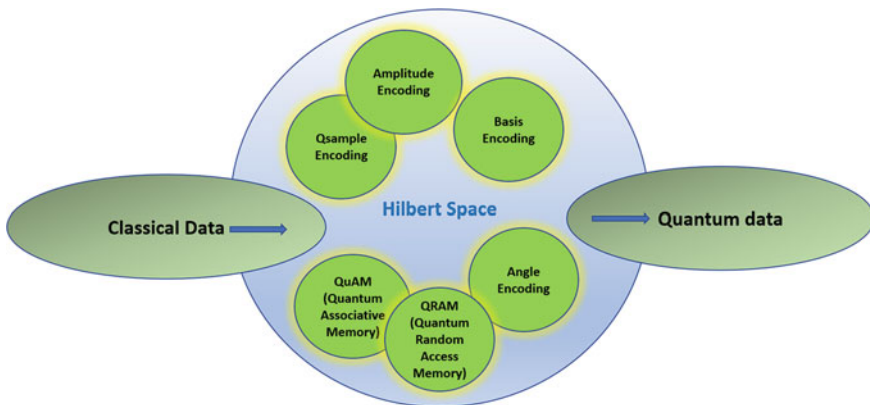 Amplitude
Encoding
Qsample
Encoding
Basis
Encoding
Hilbert Space
Classical Data
Quantum data
QuAM
(Quantum
Associative
Memory)
QRAM
(Quantum
Random
Access
Memory)
Angle
Encoding